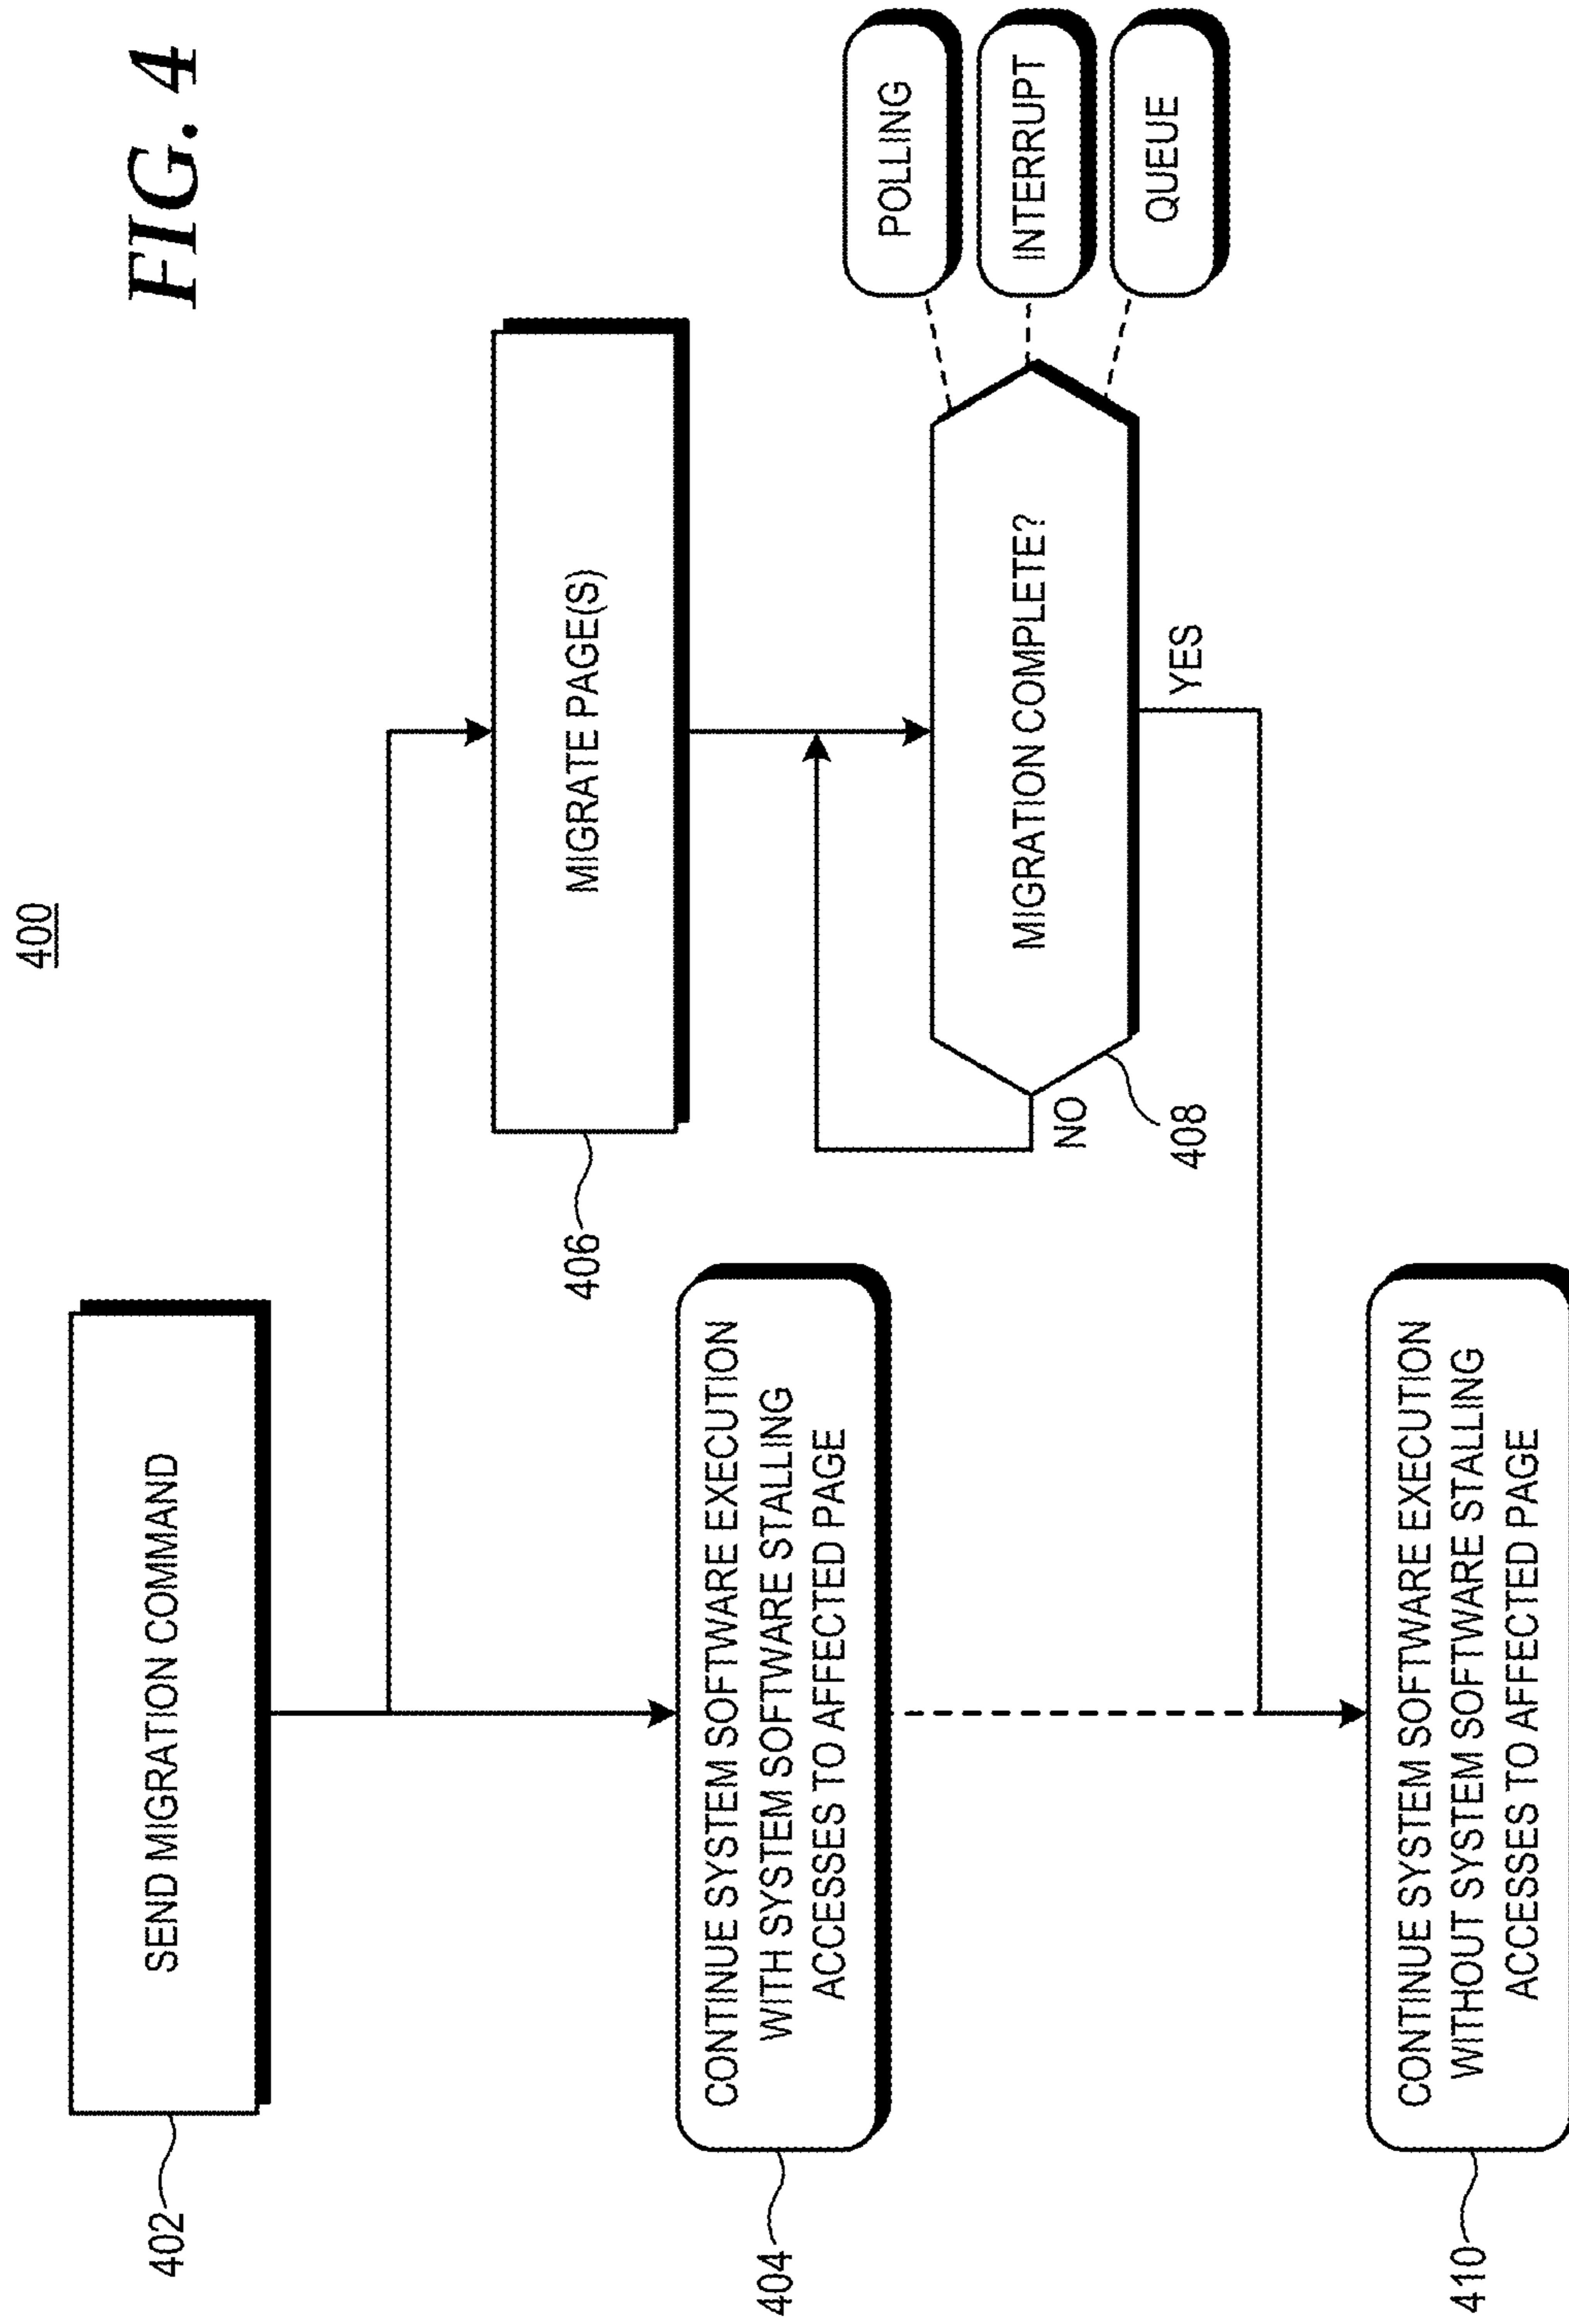 400
FIG. 4
SEND MIGRATION COMMAND
402
MIGRATE PAGE(S)
406
CONTINUE SYSTEM SOFTWARE EXECUTION
WITH SYSTEM SOFTWARE STALLING
ACCESSES TO AFFECTED PAGE
404
MIGRATION COMPLETE?
NO
408
YES
POLLING
INTERRUPT
QUEUE
CONTINUE SYSTEM SOFTWARE EXECUTION
WITHOUT SYSTEM SOFTWARE STALLING
ACCESSES TO AFFECTED PAGE
410